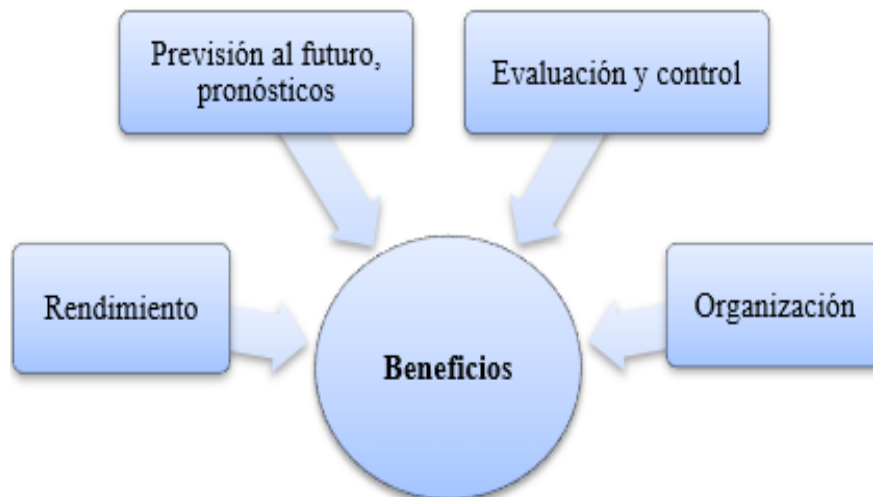 Previsión al futuro,
pronósticos
Evaluación y control
Rendimiento
Organización
Beneficios